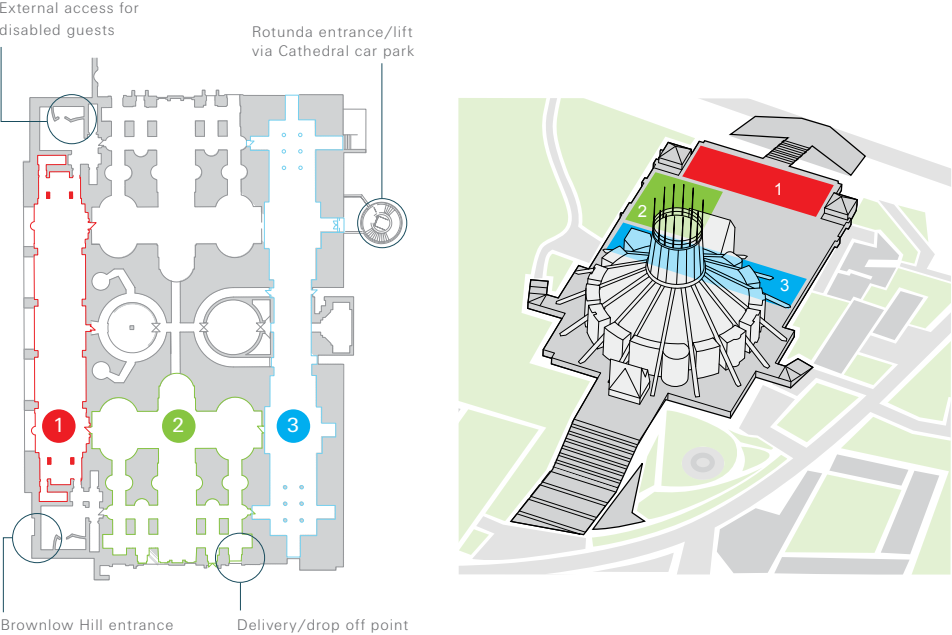 External access for
disabled guests
Rotunda entrance/lift
via Cathedral car park
1
2
3
Brownlow Hill entrance
Delivery/drop off point
1
2
3